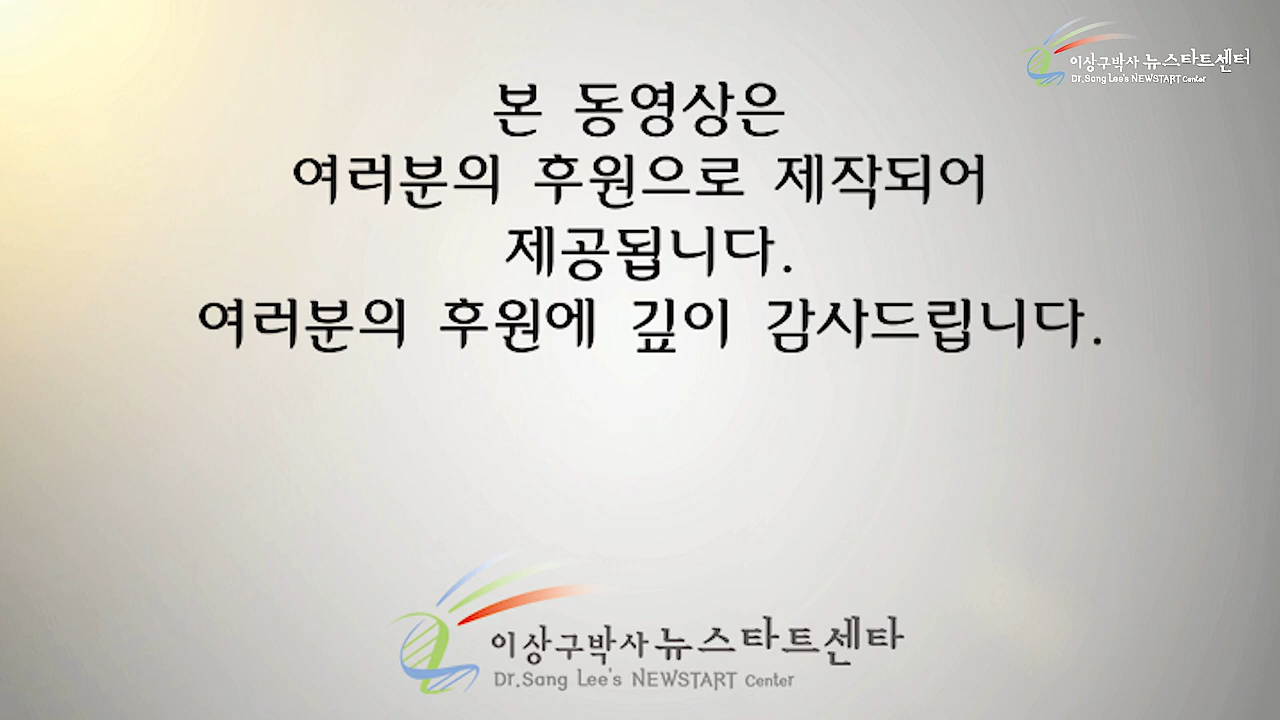 이상구박사 뉴스타트센터
Dr.Sang Lee's NEWSTART Center
본 동영상은
여러분의 후원으로 제작되어
제공됩니다.
여러분의 후원에 깊이 감사드립니다.
이상구박사 뉴스타트센타
Dr.Sang Lee's NEWSTART Center